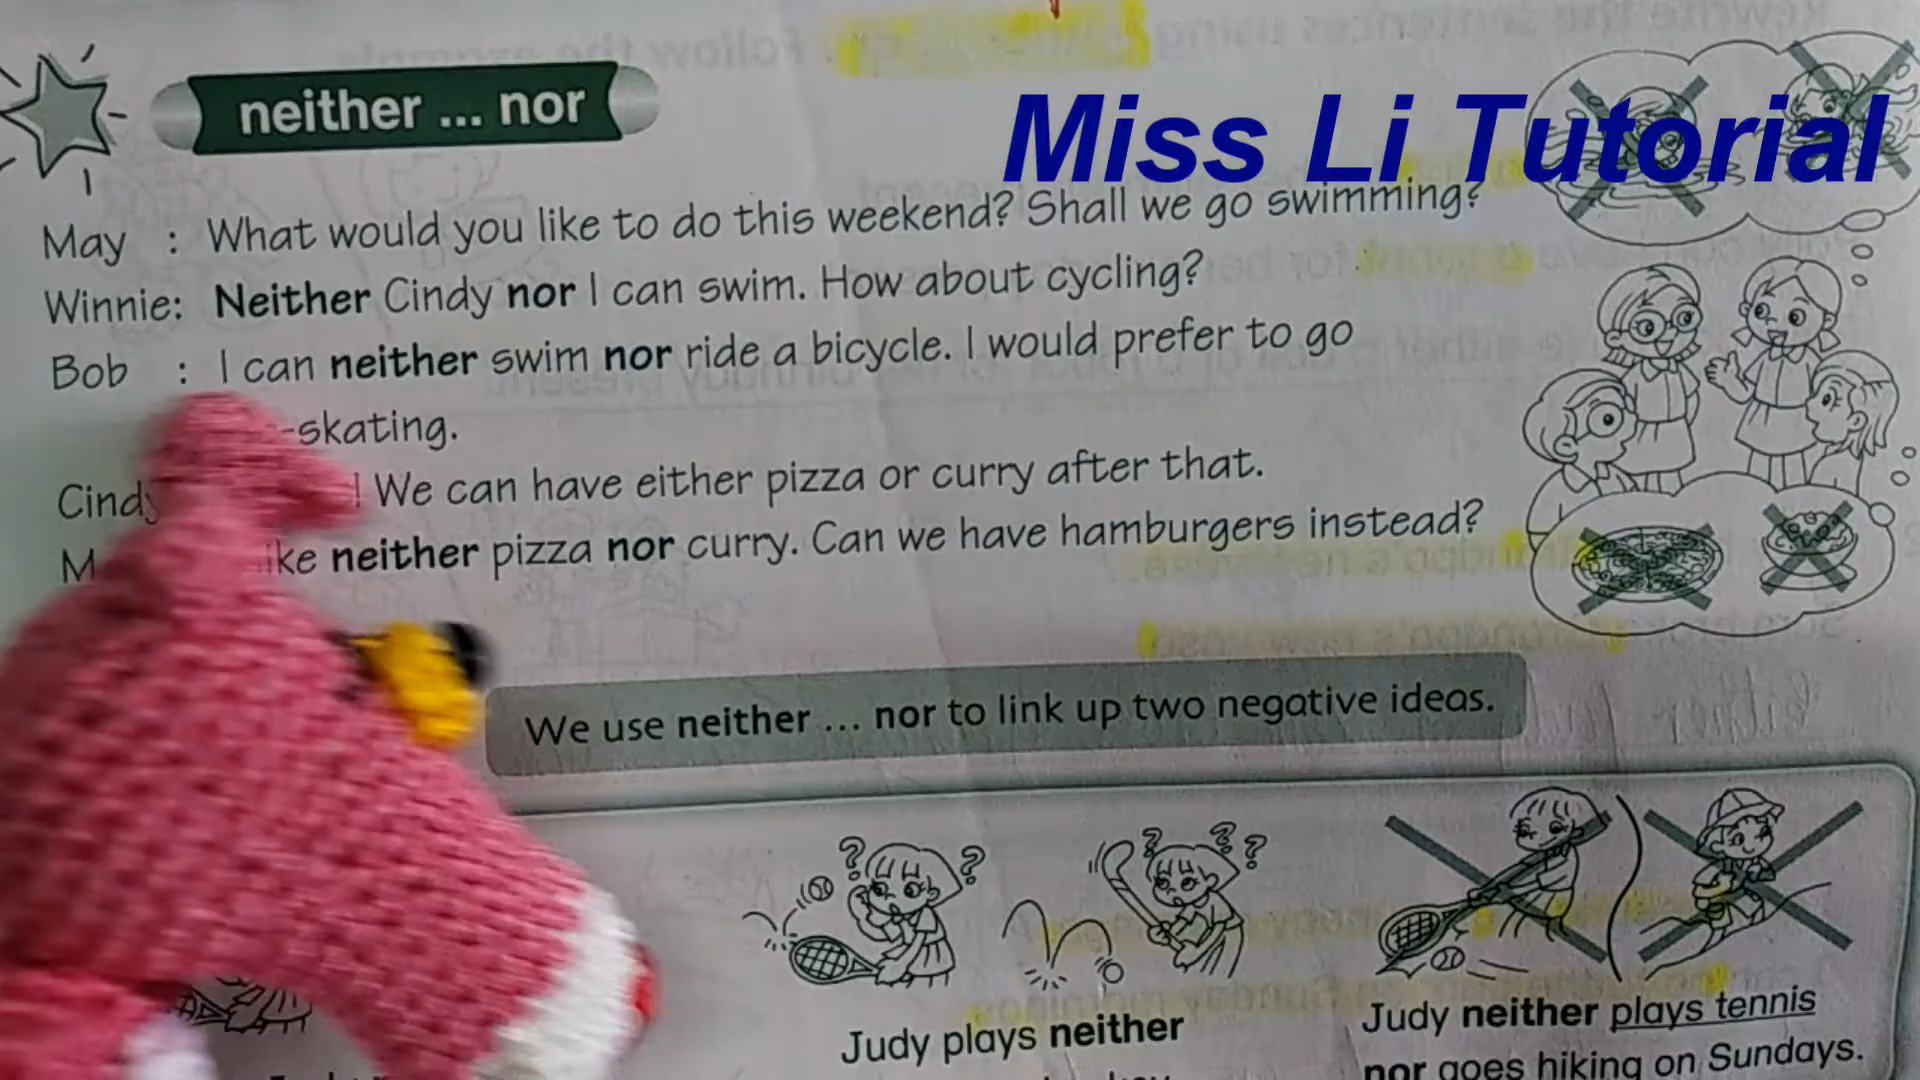 neither ... nor
Miss Li Tutorial
May : What would you like to do this weekend? Shall we go swimming?
Winnie: Neither Cindy nor I can swim. How about cycling?
Bob : I can neither swim nor ride a bicycle. I would prefer to go
-skating.
Cindy ! We can have either pizza or curry after that.
neither pizza nor curry. Can we have hamburgers instead?
We use neither ... nor to link up two negative ideas.
Judy plays neither
Judy neither plays tennis
nor goes hiking on Sundays.